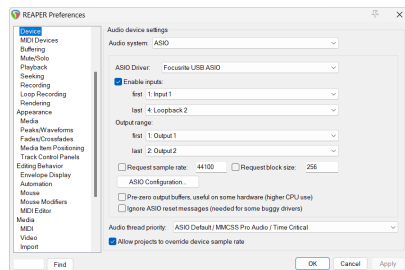 REAPER Preferences
Device
MIDI Devices
Buffering
Mute/Solo
Playback
Seeking
Recording
Loop Recording
Rendering
Appearance
Media
Peaks/Waveforms
Fades/Crossfades
Media Item Positioning
Track Control Panels
Editing Behavior
Envelope Display
Automation
Mouse
Mouse Modifiers
MIDI Editor
Media
MIDI
Video
Import
Find
Audio device settings
Audio system: ASIO
ASIO Driver: Focusrite USB ASIO
Enable inputs:
first 1: Input 1
last 4: Loopback 2
Output range:
first 1: Output 1
last 2: Output 2
Request sample rate: 44100 Request block size: 256
ASIO Configuration...
Pre-zero output buffers, useful on some hardware (higher CPU use)
Ignore ASIO reset messages (needed for some buggy drivers)
Audio thread priority: ASIO Default / MMCSS Pro Audio / Time Critical
Allow projects to override device sample rate
OK Cancel Apply